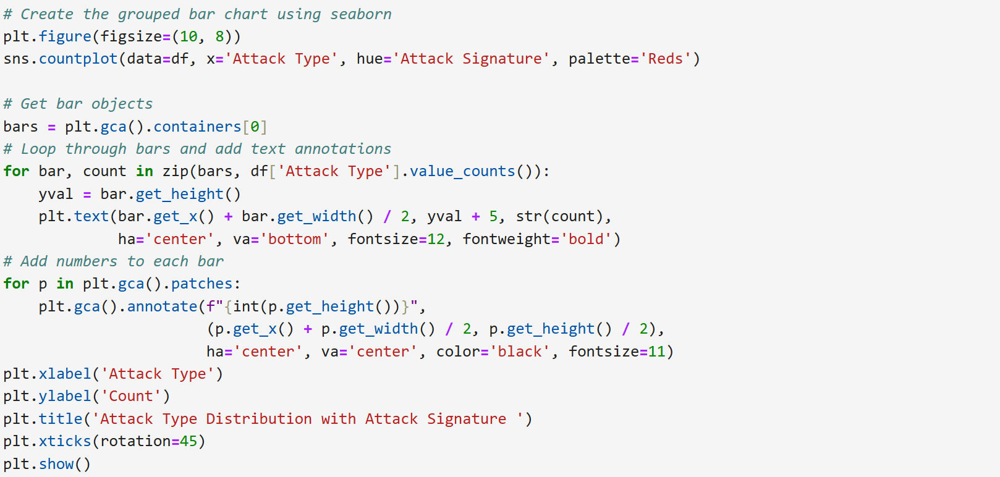 # Create the grouped bar chart using seaborn
plt.figure(figsize=(10, 8))
sns.countplot(data=df, x='Attack Type', hue='Attack Signature', palette='Reds')

# Get bar objects
bars = plt.gca().containers[0]
# Loop through bars and add text annotations
for bar, count in zip(bars, df['Attack Type'].value_counts()):
    yval = bar.get_height()
    plt.text(bar.get_x() + bar.get_width() / 2, yval + 5, str(count),
             ha='center', va='bottom', fontsize=12, fontweight='bold')
# Add numbers to each bar
for p in plt.gca().patches:
    plt.gca().annotate(f"{int(p.get_height())}",
                       (p.get_x() + p.get_width() / 2, p.get_height() / 2),
                       ha='center', va='center', color='black', fontsize=11)
plt.xlabel('Attack Type')
plt.ylabel('Count')
plt.title('Attack Type Distribution with Attack Signature ')
plt.xticks(rotation=45)
plt.show()